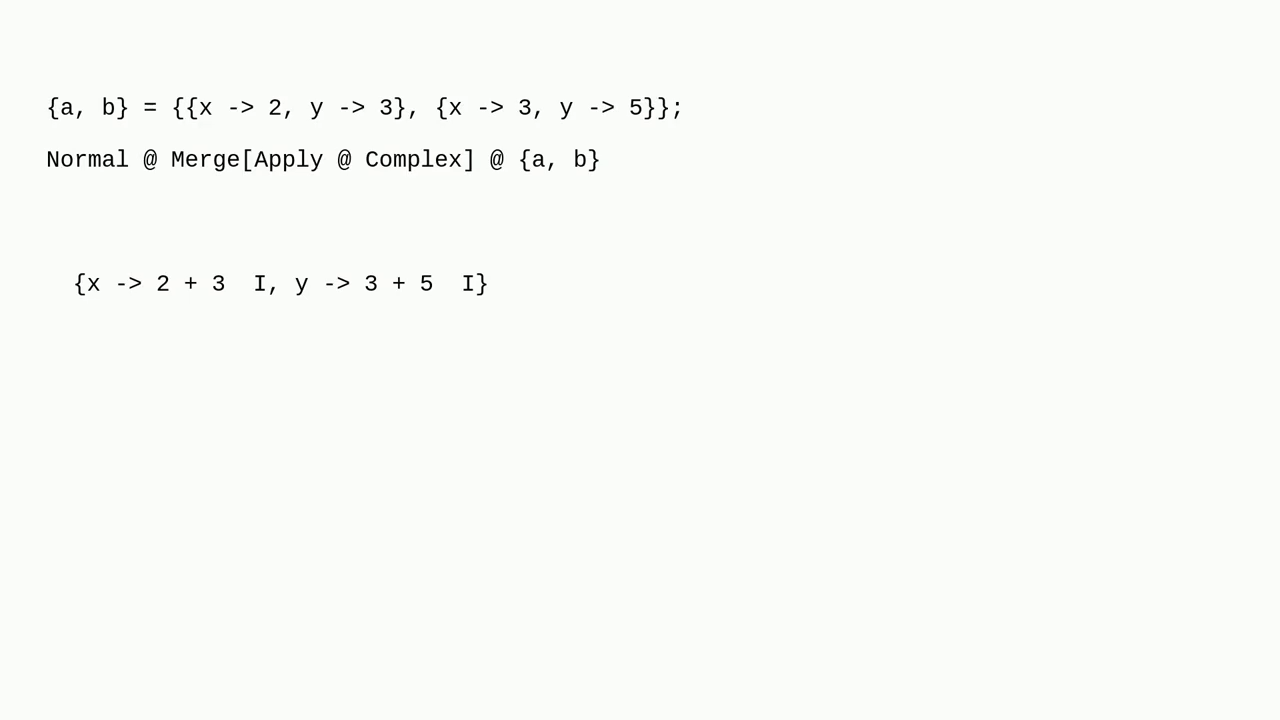 {a, b} = {{x -> 2, y -> 3}, {x -> 3, y -> 5}};
Normal @ Merge[Apply @ Complex] @ {a, b}
{x -> 2 + 3  I, y -> 3 + 5  I}